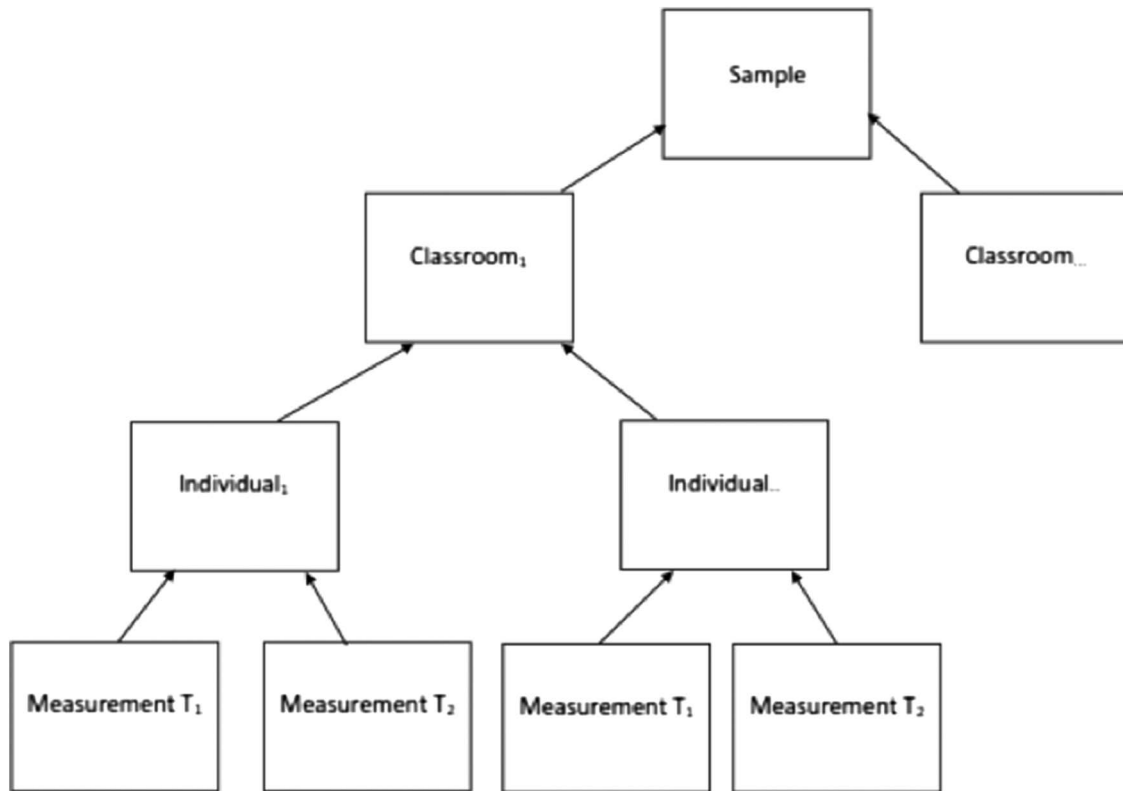 Sample
Classroom₁
Classroom...
Individual₁
Individual...
Measurement T₁
Measurement T₂
Measurement T₁
Measurement T₂